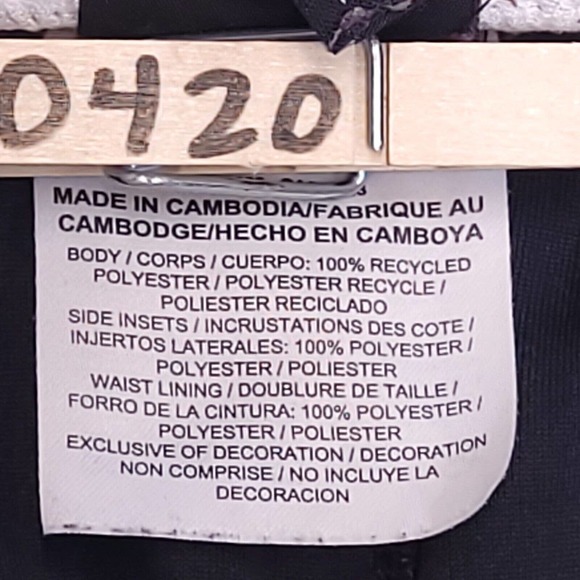 0420
MADE IN CAMBODIA/FABRIQUE AU
CAMBODGE/HECHO EN CAMBOYA
BODY / CORPS / CUERPO: 100% RECYCLED
POLYESTER / POLYESTER RECYCLE /
POLIESTER RECICLADO
SIDE INSETS / INCRUSTATIONS DES COTE /
INJERTOS LATERALES: 100% POLYESTER /
POLYESTER / POLIESTER
WAIST LINING / DOUBLURE DE TAILLE /
FORRO DE LA CINTURA: 100% POLYESTER /
POLYESTER / POLIESTER
EXCLUSIVE OF DECORATION / DECORATION
NON COMPRISE / NO INCLUYE LA
DECORACION